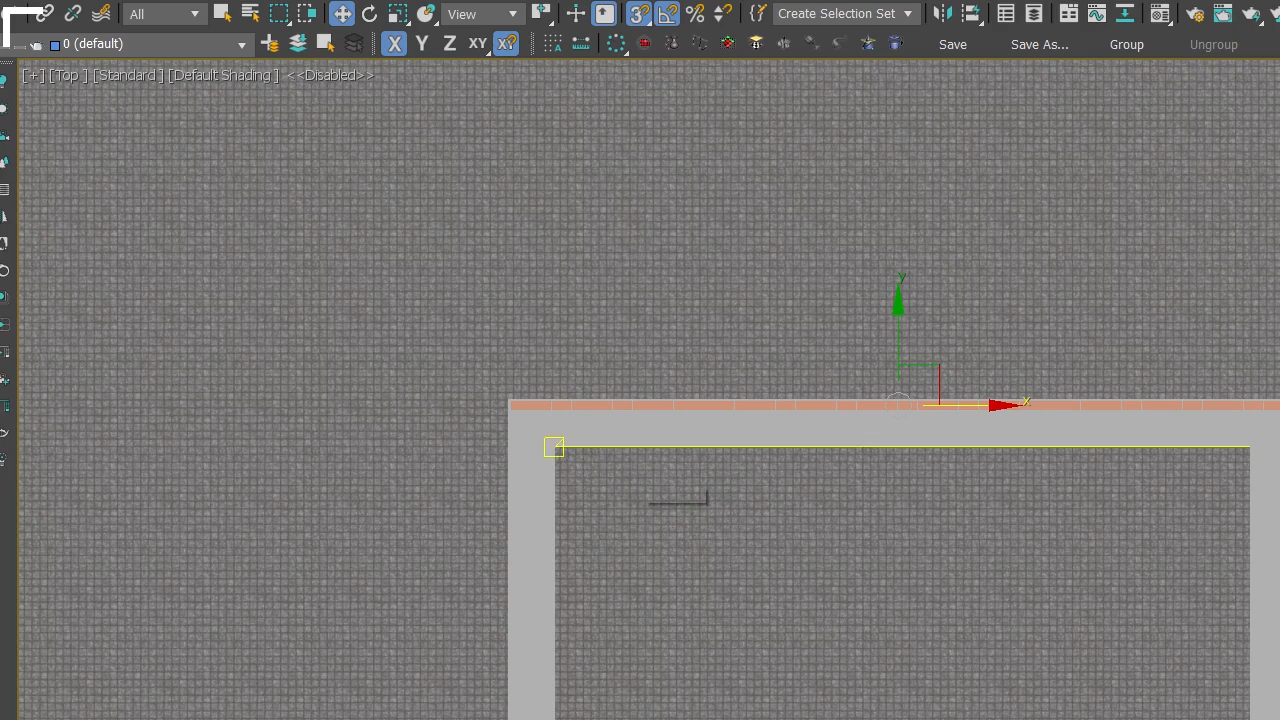 All
View
3
Create Selection Set
0 (default)
X Y Z XY XY
Save Save As... Group Ungroup
[+] [Top ] [Standard ] [Default Shading ] <<Disabled>>
y
x